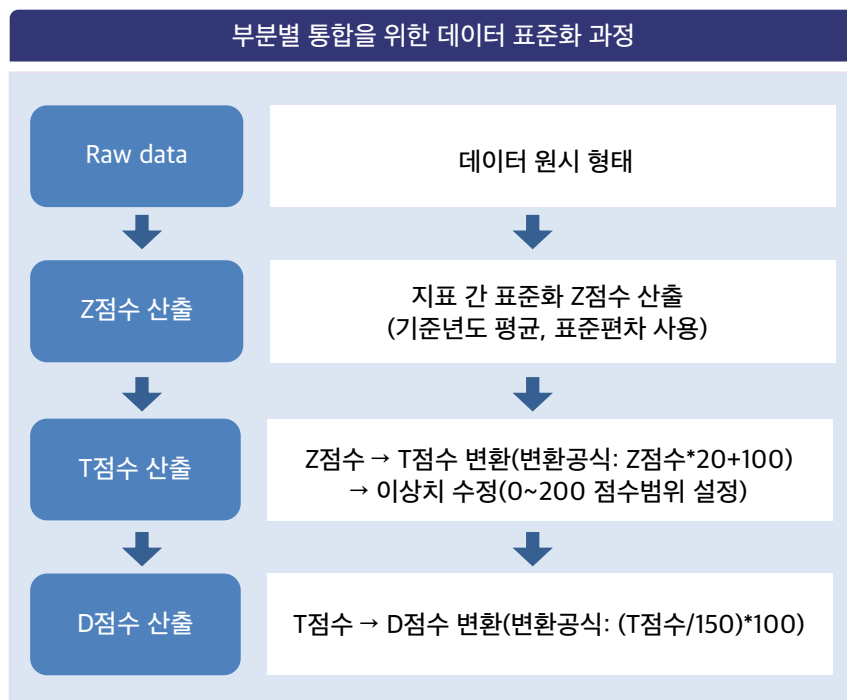 부분별 통합을 위한 데이터 표준화 과정
Raw data
데이터 원시 형태
Z점수 산출
지표 간 표준화 Z점수 산출
(기준년도 평균, 표준편차 사용)
T점수 산출
Z점수 → T점수 변환(변환공식: Z점수*20+100)
→ 이상치 수정(0~200 점수범위 설정)
D점수 산출
T점수 → D점수 변환(변환공식: (T점수/150)*100)